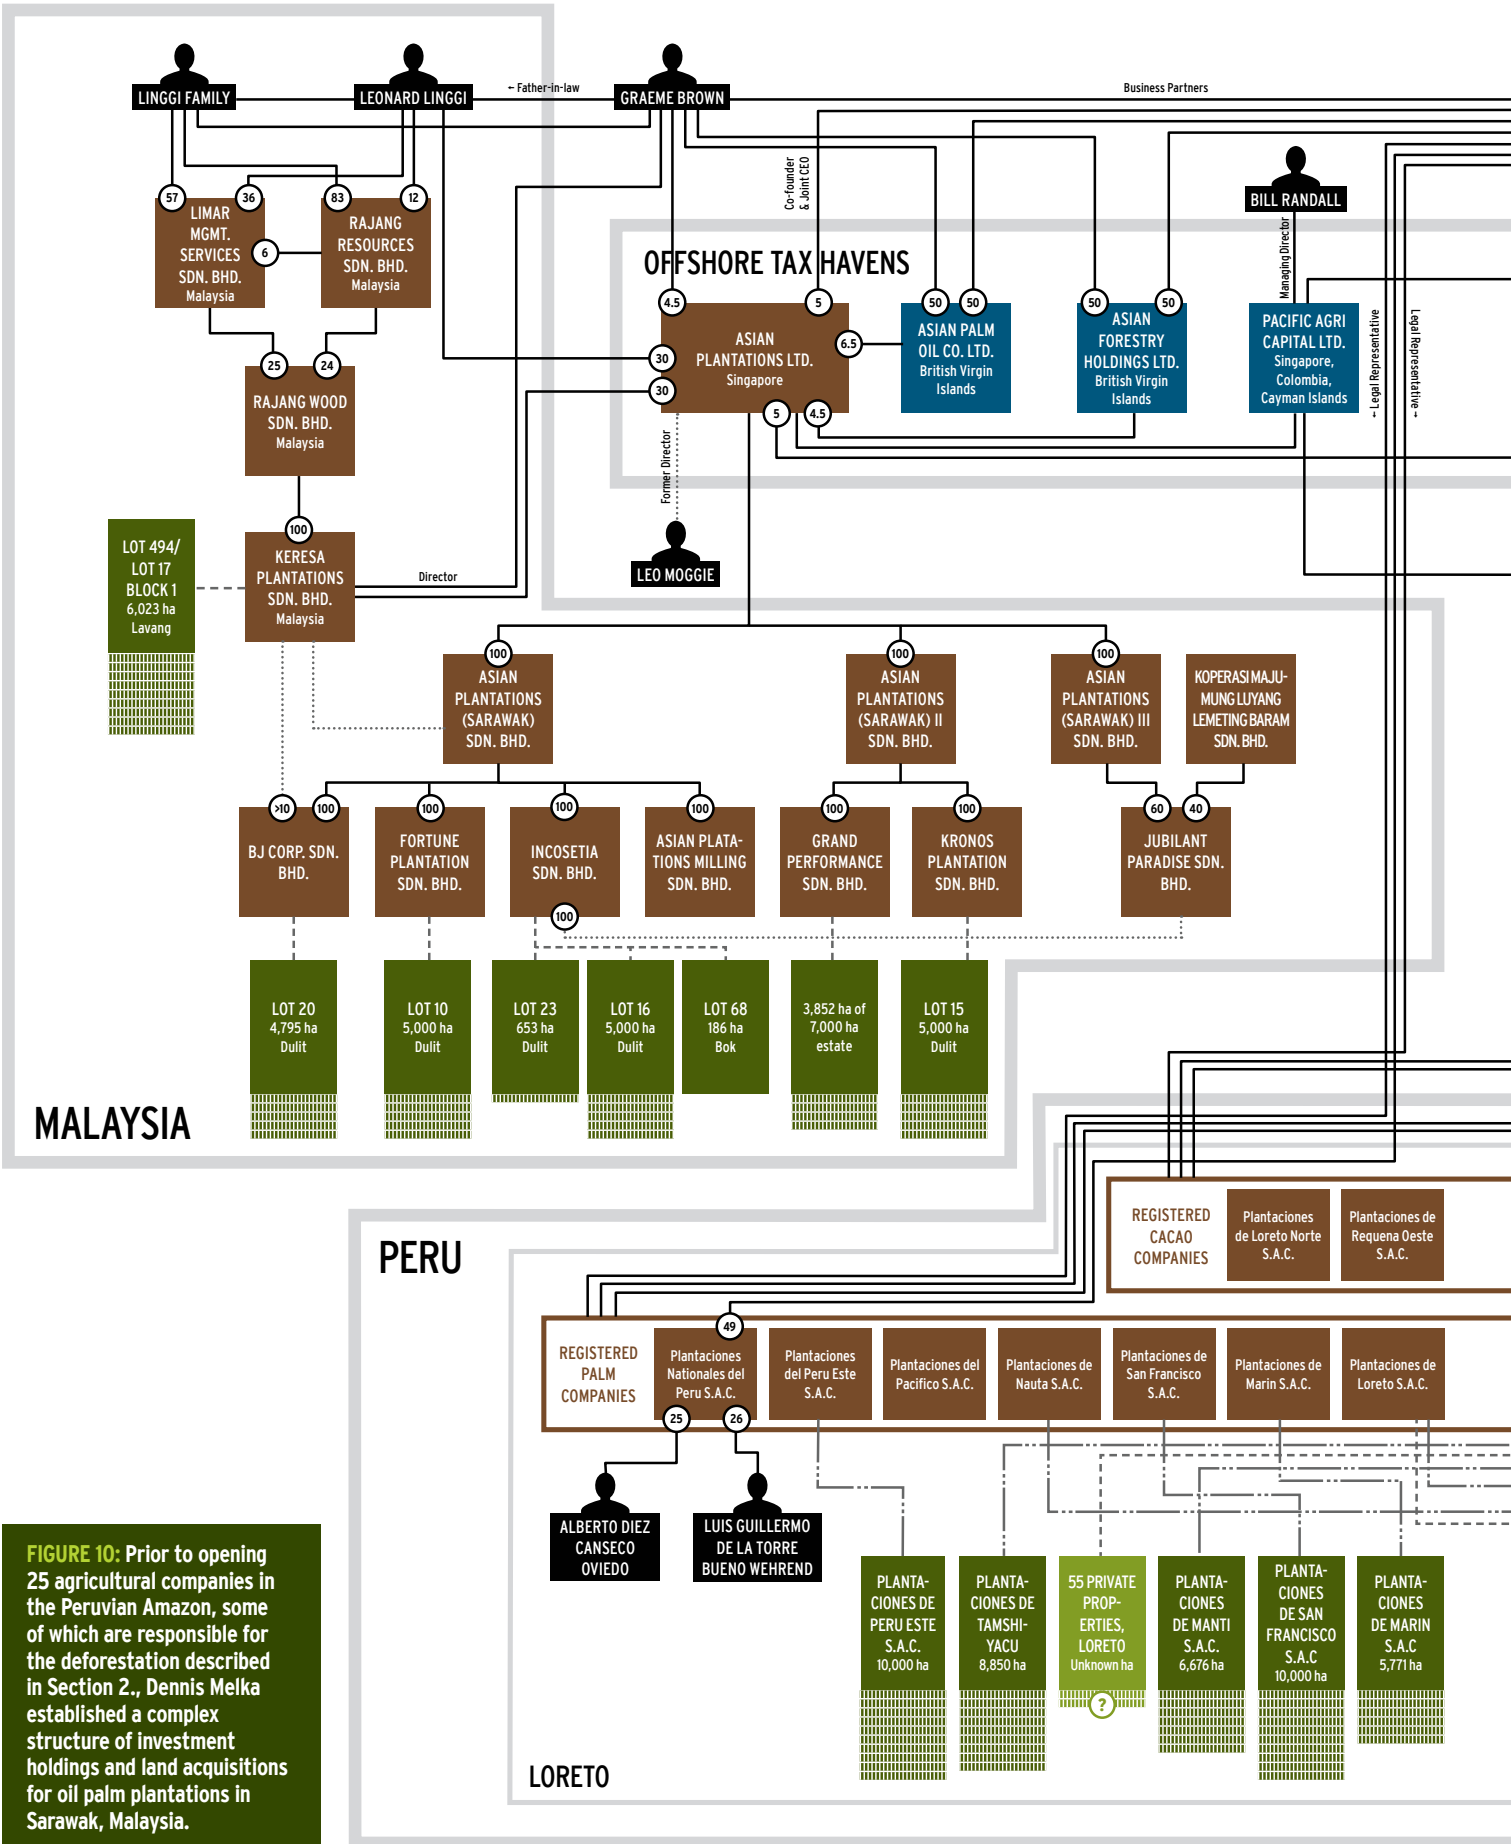 LINGGI FAMILY
LEONARD LINGGI
← Father-in-law
GRAEME BROWN
Business Partners
Co-founder
& Joint CEO
BILL RANDALL
Managing Director
57
36
83
12
LIMAR
MGMT.
SERVICES
SDN. BHD.
Malaysia
6
RAJANG
RESOURCES
SDN. BHD.
Malaysia
OFFSHORE TAX HAVENS
4.5
5
30
30
ASIAN
PLANTATIONS LTD.
Singapore
6.5
5
4.5
50
50
ASIAN PALM
OIL CO. LTD.
British Virgin
Islands
50
50
ASIAN
FORESTRY
HOLDINGS LTD.
British Virgin
Islands
PACIFIC AGRI
CAPITAL LTD.
Singapore,
Colombia,
Cayman Islands
← Legal Representative
Legal Representative →
25
24
RAJANG WOOD
SDN. BHD.
Malaysia
Former Director
LEO MOGGIE
100
KERESA
PLANTATIONS
SDN. BHD.
Malaysia
Director
LOT 494/
LOT 17
BLOCK 1
6,023 ha
Lavang
100
ASIAN
PLANTATIONS
(SARAWAK)
SDN. BHD.
100
ASIAN
PLANTATIONS
(SARAWAK) II
SDN. BHD.
100
ASIAN
PLANTATIONS
(SARAWAK) III
SDN. BHD.
KOPERASI MAJU-
MUNG LUYANG
LEMETING BARAM
SDN. BHD.
>10
100
BJ CORP. SDN.
BHD.
100
FORTUNE
PLANTATION
SDN. BHD.
100
INCOSETIA
SDN. BHD.
100
100
ASIAN PLATA-
TIONS MILLING
SDN. BHD.
100
GRAND
PERFORMANCE
SDN. BHD.
100
KRONOS
PLANTATION
SDN. BHD.
60
40
JUBILANT
PARADISE SDN.
BHD.
LOT 20
4,795 ha
Dulit
LOT 10
5,000 ha
Dulit
LOT 23
653 ha
Dulit
LOT 16
5,000 ha
Dulit
LOT 68
186 ha
Bok
3,852 ha of
7,000 ha
estate
LOT 15
5,000 ha
Dulit
MALAYSIA
PERU
REGISTERED
CACAO
COMPANIES
Plantaciones
de Loreto Norte
S.A.C.
Plantaciones de
Requena Oeste
S.A.C.
REGISTERED
PALM
COMPANIES
49
Plantaciones
Nationales del
Peru S.A.C.
25
26
Plantaciones
del Peru Este
S.A.C.
Plantaciones del
Pacifico S.A.C.
Plantaciones de
Nauta S.A.C.
Plantaciones de
San Francisco
S.A.C.
Plantaciones de
Marin S.A.C.
Plantaciones de
Loreto S.A.C.
ALBERTO DIEZ
CANSECO
OVIEDO
LUIS GUILLERMO
DE LA TORRE
BUENO WEHREND
PLANTA-
CIONES DE
PERU ESTE
S.A.C.
10,000 ha
PLANTA-
CIONES DE
TAMSHI-
YACU
8,850 ha
55 PRIVATE
PROP-
ERTIES,
LORETO
Unknown ha
?
PLANTA-
CIONES
DE MANTI
S.A.C.
6,676 ha
PLANTA-
CIONES
DE SAN
FRANCISCO
S.A.C
10,000 ha
PLANTA-
CIONES
DE MARIN
S.A.C
5,771 ha
LORETO
FIGURE 10: Prior to opening
25 agricultural companies in
the Peruvian Amazon, some
of which are responsible for
the deforestation described
in Section 2., Dennis Melka
established a complex
structure of investment
holdings and land acquisitions
for oil palm plantations in
Sarawak, Malaysia.